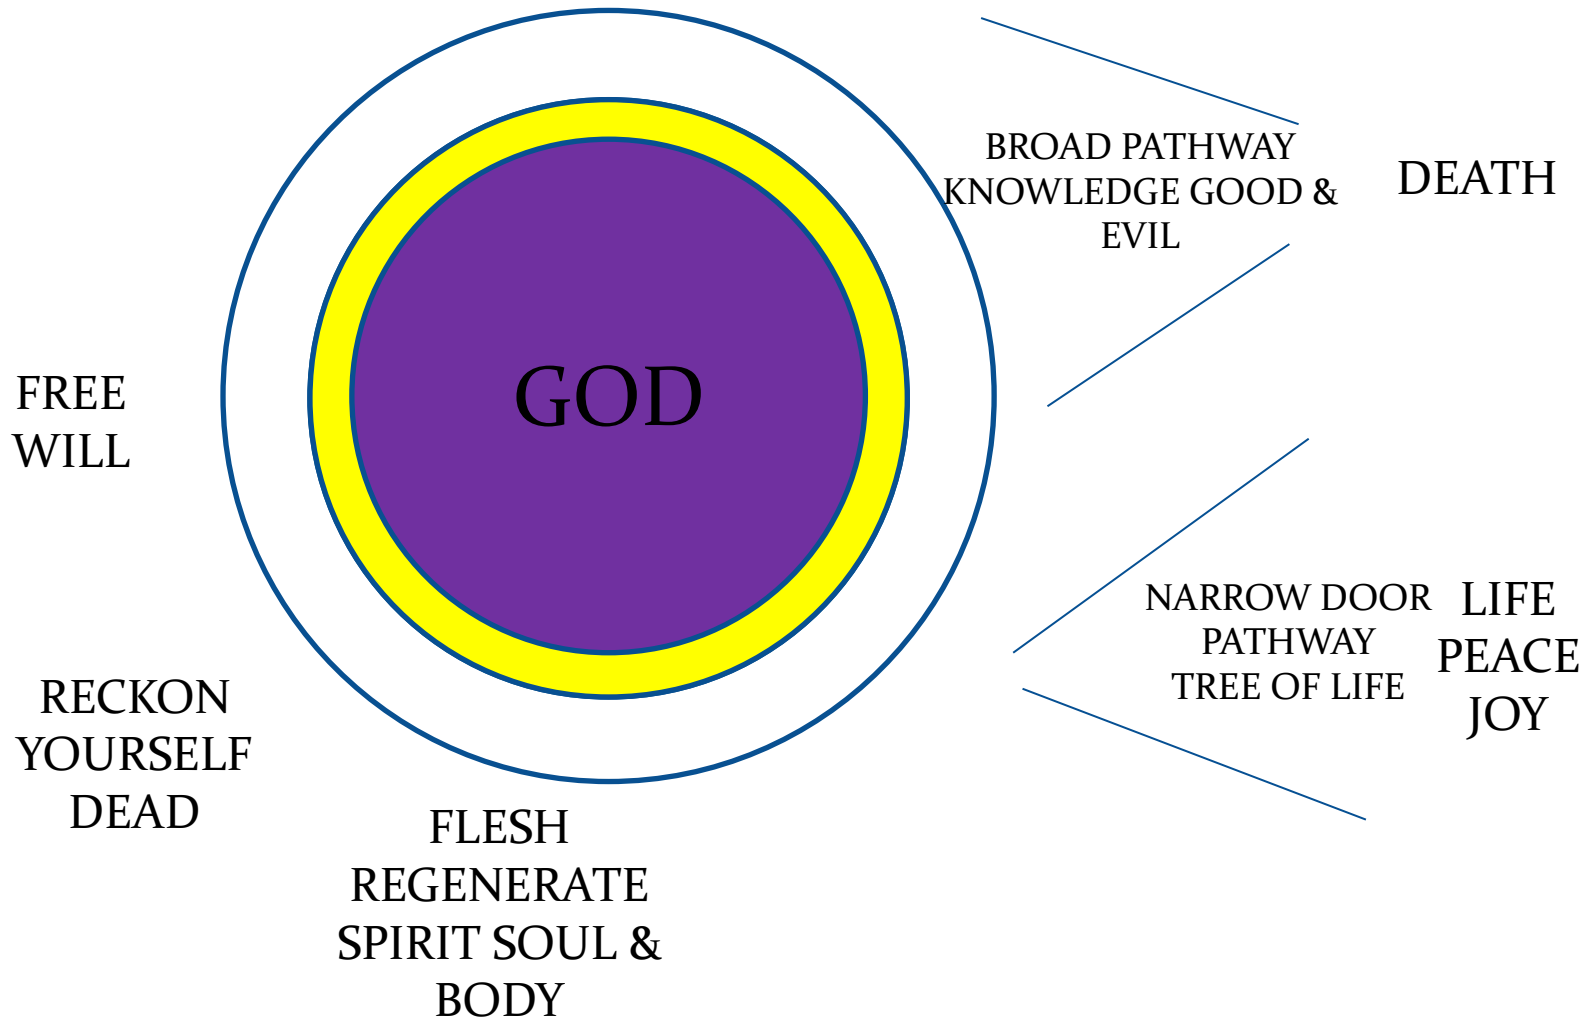 BROAD PATHWAY
KNOWLEDGE GOOD &
EVIL
DEATH
GOD
FREE
WILL
NARROW DOOR
PATHWAY
TREE OF LIFE
LIFE
PEACE
JOY
RECKON
YOURSELF
DEAD
FLESH
REGENERATE
SPIRIT SOUL &
BODY